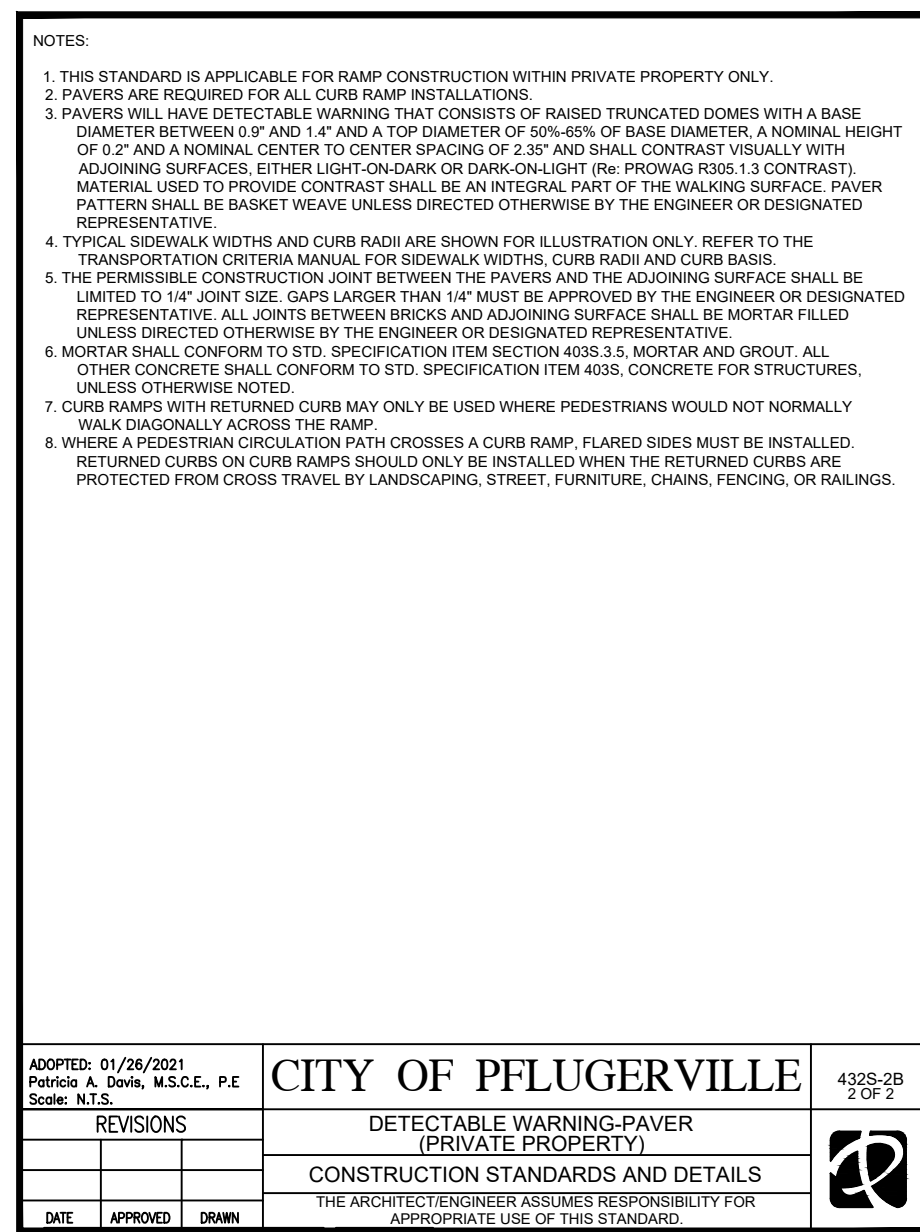 NOTES:
1. THIS STANDARD IS APPLICABLE FOR RAMP CONSTRUCTION WITHIN PRIVATE PROPERTY ONLY.
2. PAVERS ARE REQUIRED FOR ALL CURB RAMP INSTALLATIONS.
3. PAVERS WILL HAVE DETECTABLE WARNING THAT CONSISTS OF RAISED TRUNCATED DOMES WITH A BASE
DIAMETER BETWEEN 0.9" AND 1.4" AND A TOP DIAMETER OF 50%-65% OF BASE DIAMETER, A NOMINAL HEIGHT
OF 0.2" AND A NOMINAL CENTER TO CENTER SPACING OF 2.35" AND SHALL CONTRAST VISUALLY WITH
ADJOINING SURFACES, EITHER LIGHT-ON-DARK OR DARK-ON-LIGHT (Re: PROWAG R305.1.3 CONTRAST).
MATERIAL USED TO PROVIDE CONTRAST SHALL BE AN INTEGRAL PART OF THE WALKING SURFACE. PAVER
PATTERN SHALL BE BASKET WEAVE UNLESS DIRECTED OTHERWISE BY THE ENGINEER OR DESIGNATED
REPRESENTATIVE.
4. TYPICAL SIDEWALK WIDTHS AND CURB RADII ARE SHOWN FOR ILLUSTRATION ONLY. REFER TO THE
TRANSPORTATION CRITERIA MANUAL FOR SIDEWALK WIDTHS, CURB RADII AND CURB BASIS.
5. THE PERMISSIBLE CONSTRUCTION JOINT BETWEEN THE PAVERS AND THE ADJOINING SURFACE SHALL BE
LIMITED TO 1/4" JOINT SIZE. GAPS LARGER THAN 1/4" MUST BE APPROVED BY THE ENGINEER OR DESIGNATED
REPRESENTATIVE. ALL JOINTS BETWEEN BRICKS AND ADJOINING SURFACE SHALL BE MORTAR FILLED
UNLESS DIRECTED OTHERWISE BY THE ENGINEER OR DESIGNATED REPRESENTATIVE.
6. MORTAR SHALL CONFORM TO STD. SPECIFICATION ITEM SECTION 403S.3.5, MORTAR AND GROUT. ALL
OTHER CONCRETE SHALL CONFORM TO STD. SPECIFICATION ITEM 403S, CONCRETE FOR STRUCTURES,
UNLESS OTHERWISE NOTED.
7. CURB RAMPS WITH RETURNED CURB MAY ONLY BE USED WHERE PEDESTRIANS WOULD NOT NORMALLY
WALK DIAGONALLY ACROSS THE RAMP.
8. WHERE A PEDESTRIAN CIRCULATION PATH CROSSES A CURB RAMP, FLARED SIDES MUST BE INSTALLED.
RETURNED CURBS ON CURB RAMPS SHOULD ONLY BE INSTALLED WHEN THE RETURNED CURBS ARE
PROTECTED FROM CROSS TRAVEL BY LANDSCAPING, STREET, FURNITURE, CHAINS, FENCING, OR RAILINGS.
ADOPTED: 01/26/2021
Patricia A. Davis, M.S.C.E., P.E
Scale: N.T.S.
REVISIONS
DATE APPROVED DRAWN
CITY OF PFLUGERVILLE
DETECTABLE WARNING-PAVER
(PRIVATE PROPERTY)
CONSTRUCTION STANDARDS AND DETAILS
THE ARCHITECT/ENGINEER ASSUMES RESPONSIBILITY FOR
APPROPRIATE USE OF THIS STANDARD.
432S-2B
2 OF 2